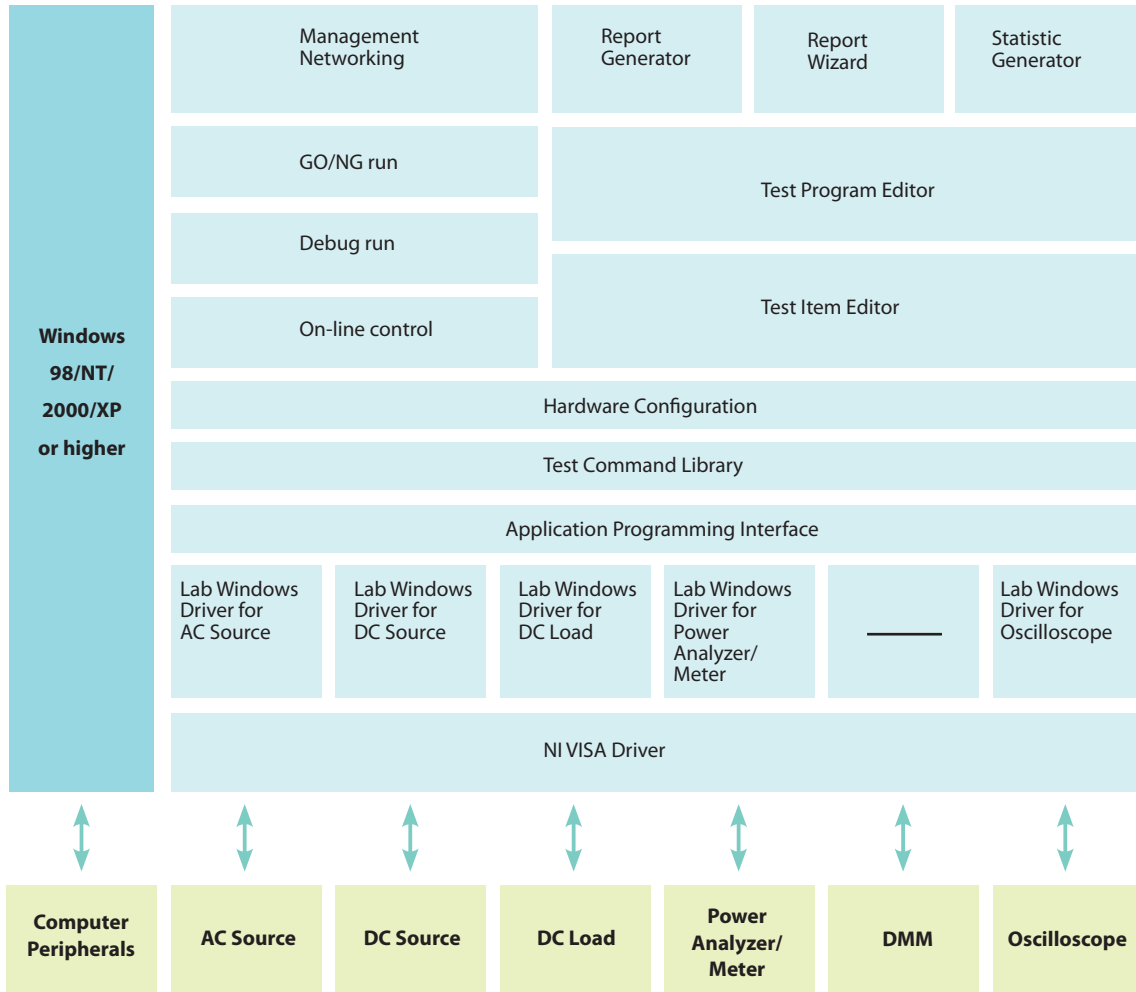 Windows
98/NT/
2000/XP
or higher
Management
Networking
Report
Generator
Report
Wizard
Statistic
Generator
GO/NG run
Debug run
On-line control
Test Program Editor
Test Item Editor
Hardware Configuration
Test Command Library
Application Programming Interface
Lab Windows
Driver for
AC Source
Lab Windows
Driver for
DC Source
Lab Windows
Driver for
DC Load
Lab Windows
Driver for
Power
Analyzer/
Meter
Lab Windows
Driver for
Oscilloscope
NI VISA Driver
Computer
Peripherals
AC Source
DC Source
DC Load
Power
Analyzer/
Meter
DMM
Oscilloscope